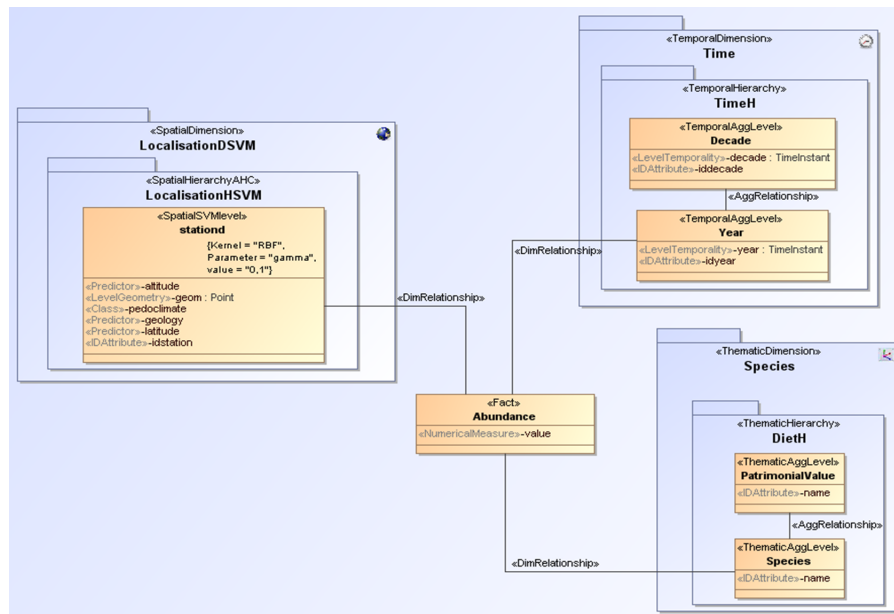 «SpatialDimension»
LocalisationDSVM
«SpatialHierarchyAHC»
LocalisationHSVM
«SpatialSVMlevel»
stationd
{Kernel = "RBF",
Parameter = "gamma",
value = "0,1"}
«Predictor»-altitude
«LevelGeometry»-geom : Point
«Class»-pedoclimate
«Predictor»-geology
«Predictor»-latitude
«IDAttribute»-idstation
«DimRelationship»
«TemporalDimension»
Time
«TemporalHierarchy»
TimeH
«TemporalAggLevel»
Decade
«LevelTemporality»-decade : TimeInstant
«IDAttribute»-iddecade
«AggRelationship»
«TemporalAggLevel»
Year
«LevelTemporality»-year : TimeInstant
«IDAttribute»-idyear
«DimRelationship»
«Fact»
Abundance
«NumericalMeasure»-value
«ThematicDimension»
Species
«ThematicHierarchy»
DietH
«ThematicAggLevel»
PatrimonialValue
«IDAttribute»-name
«AggRelationship»
«ThematicAggLevel»
Species
«IDAttribute»-name
«DimRelationship»